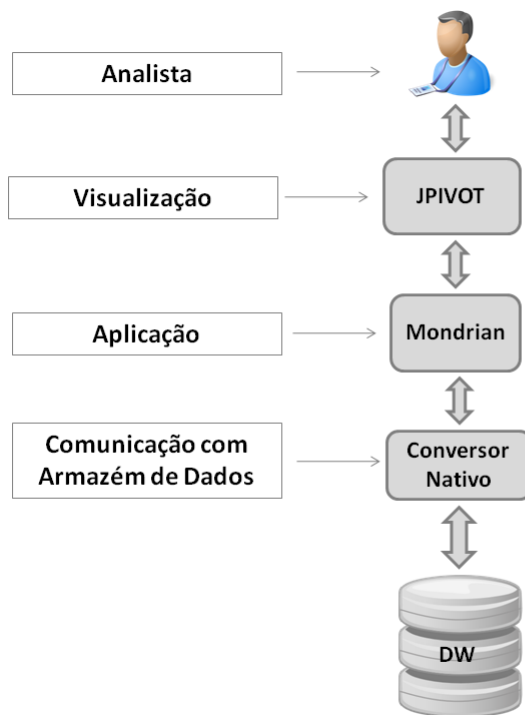 Analista
Visualização
JPIVOT
Aplicação
Mondrian
Comunicação com
Armazém de Dados
Conversor
Nativo
DW